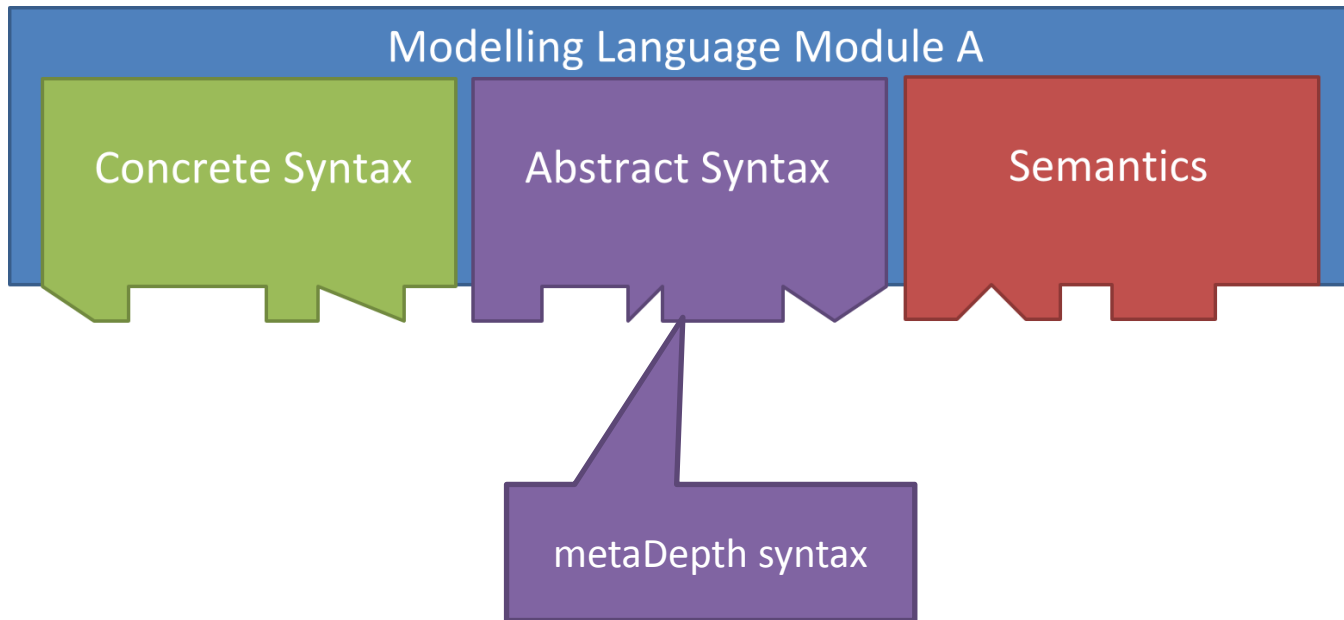 Modelling Language Module A
Concrete Syntax
Abstract Syntax
Semantics
metaDepth syntax